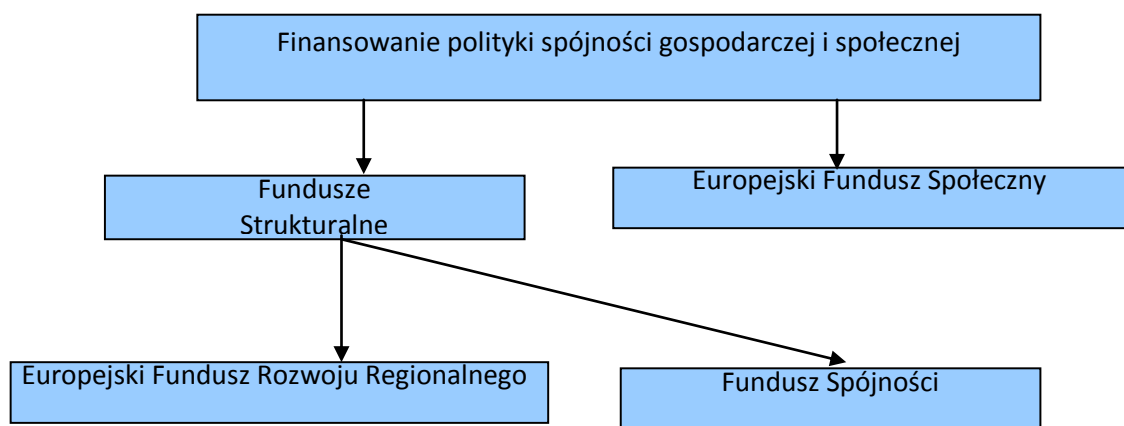 Finansowanie polityki spójności gospodarczej i społecznej
Fundusze
Strukturalne
Europejski Fundusz Społeczny
Europejski Fundusz Rozwoju Regionalnego
Fundusz Spójności